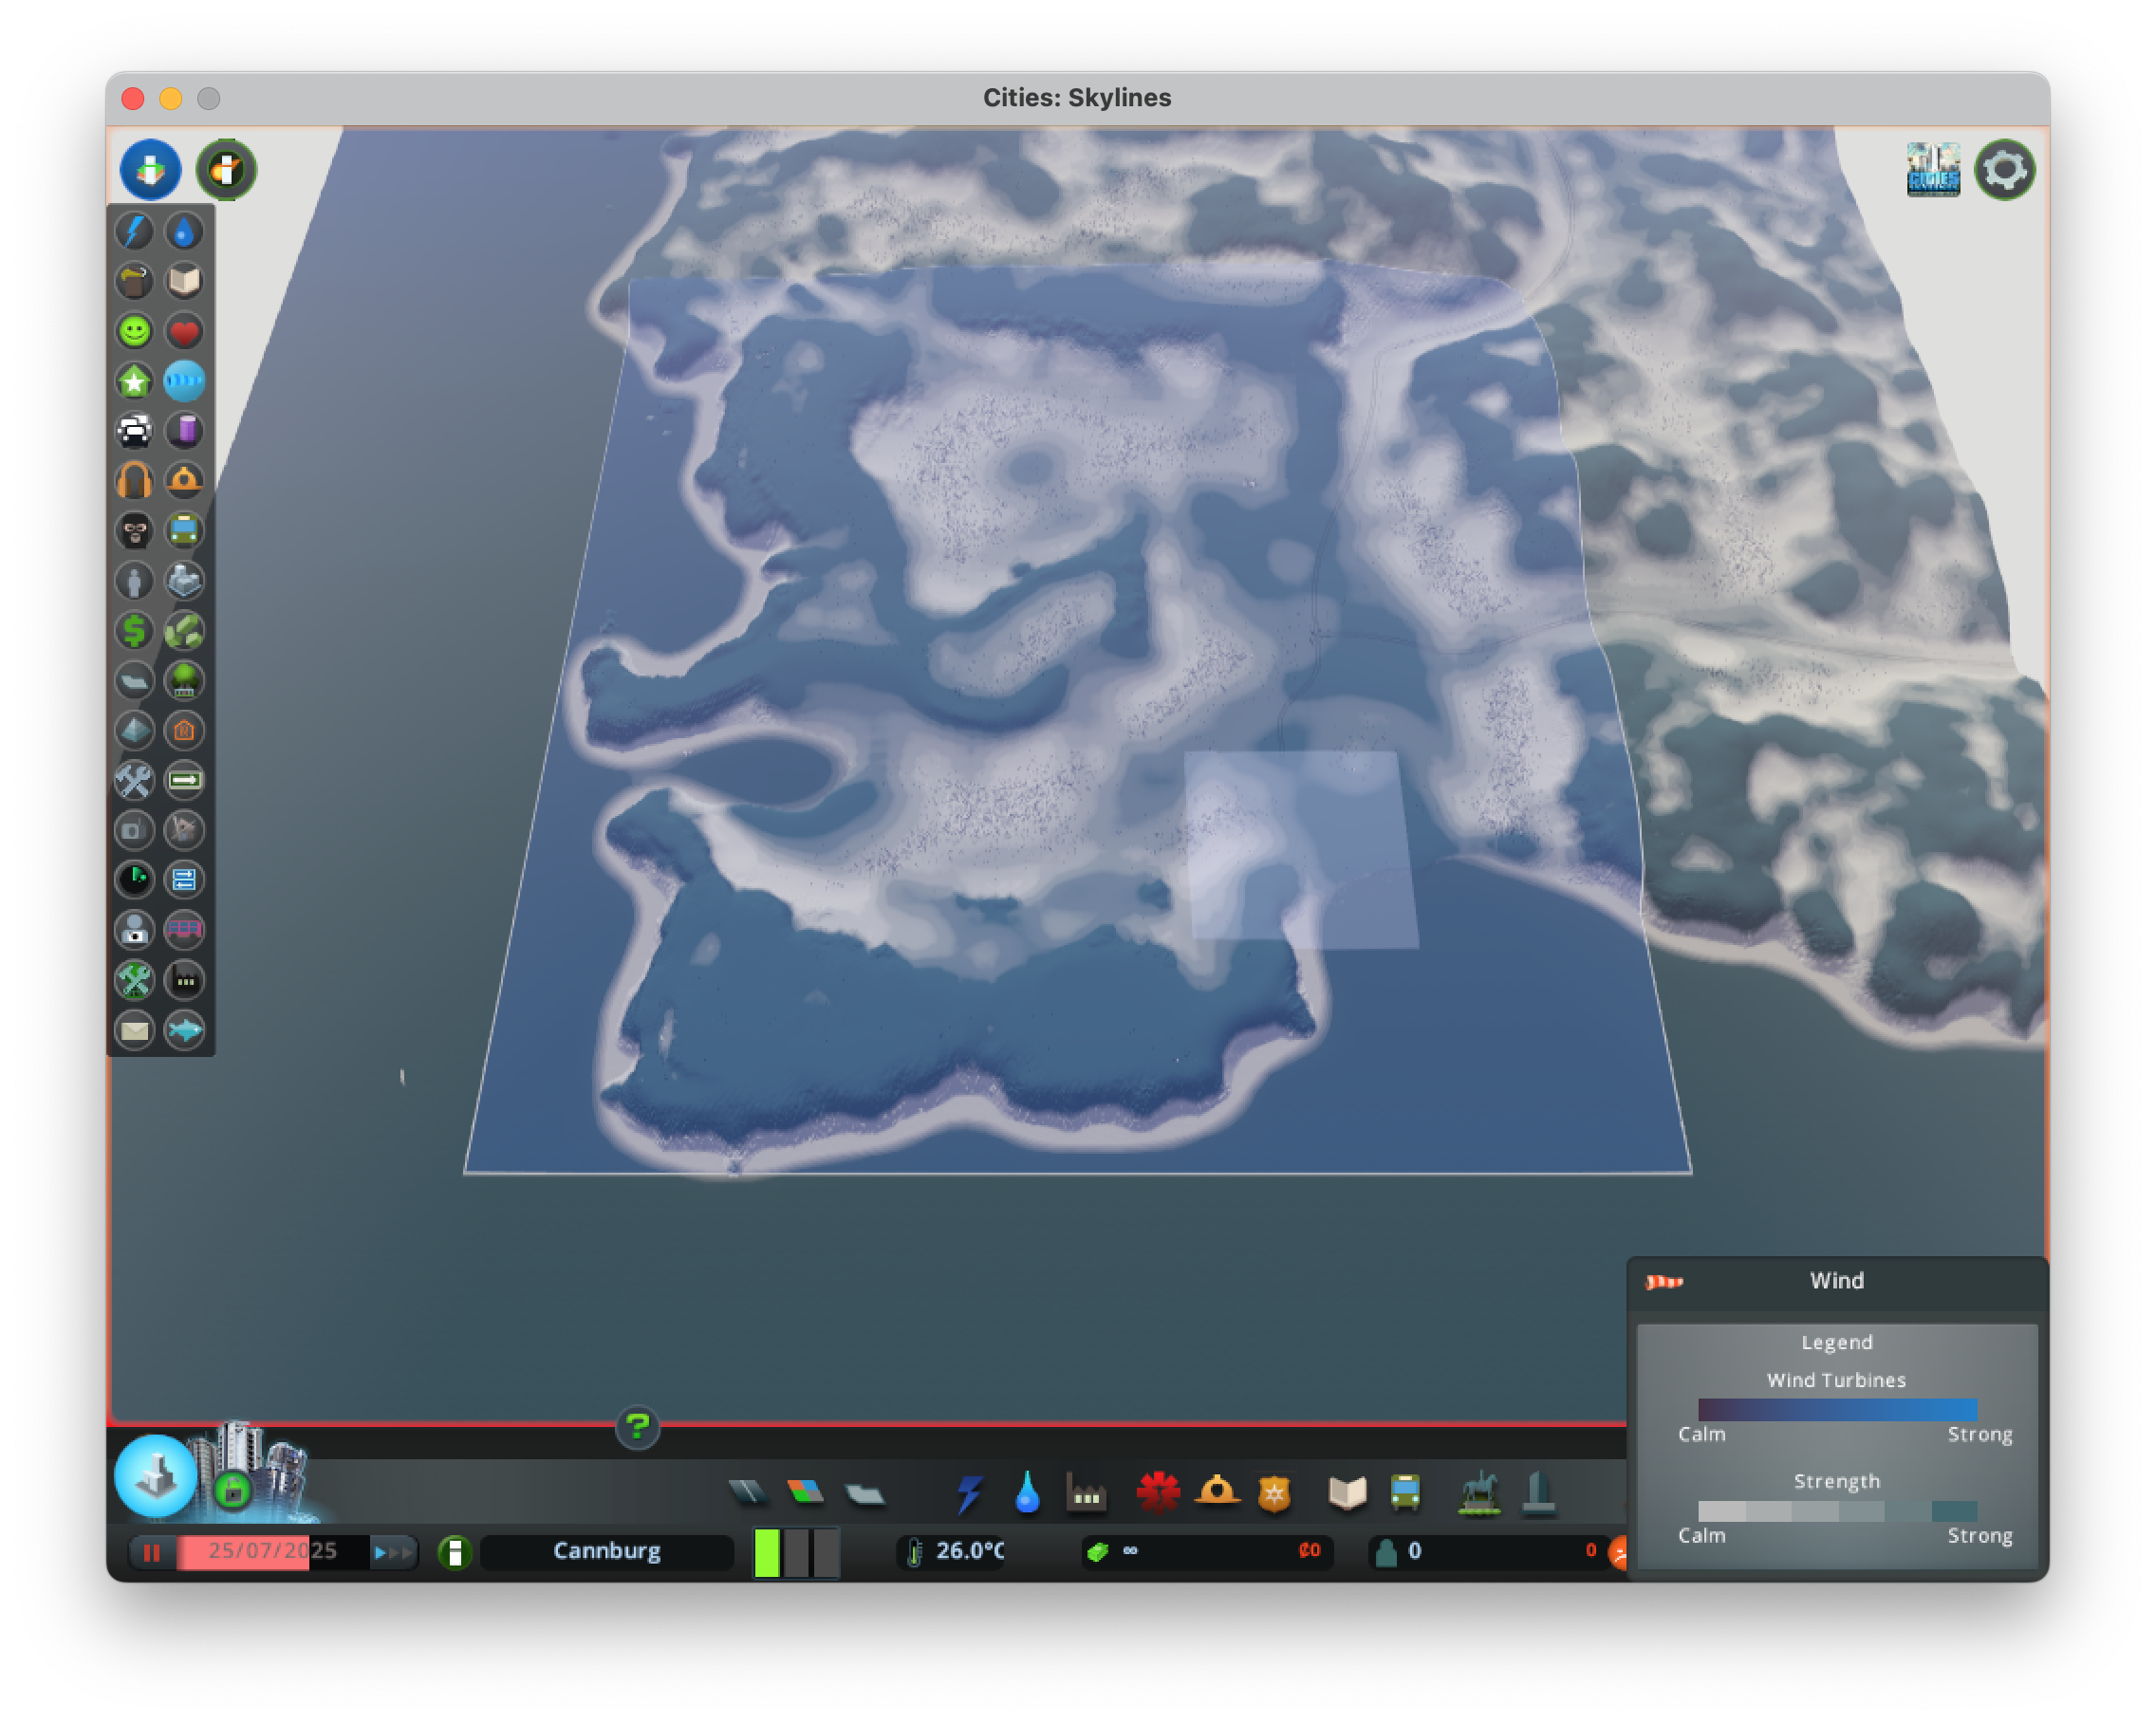 Cities: Skylines
CITIES
Wind
Legend
Wind Turbines
Calm Strong
Strength
Calm Strong
?
25/07/2025
Cannburg
26.0°C
∞
₡0
0
0